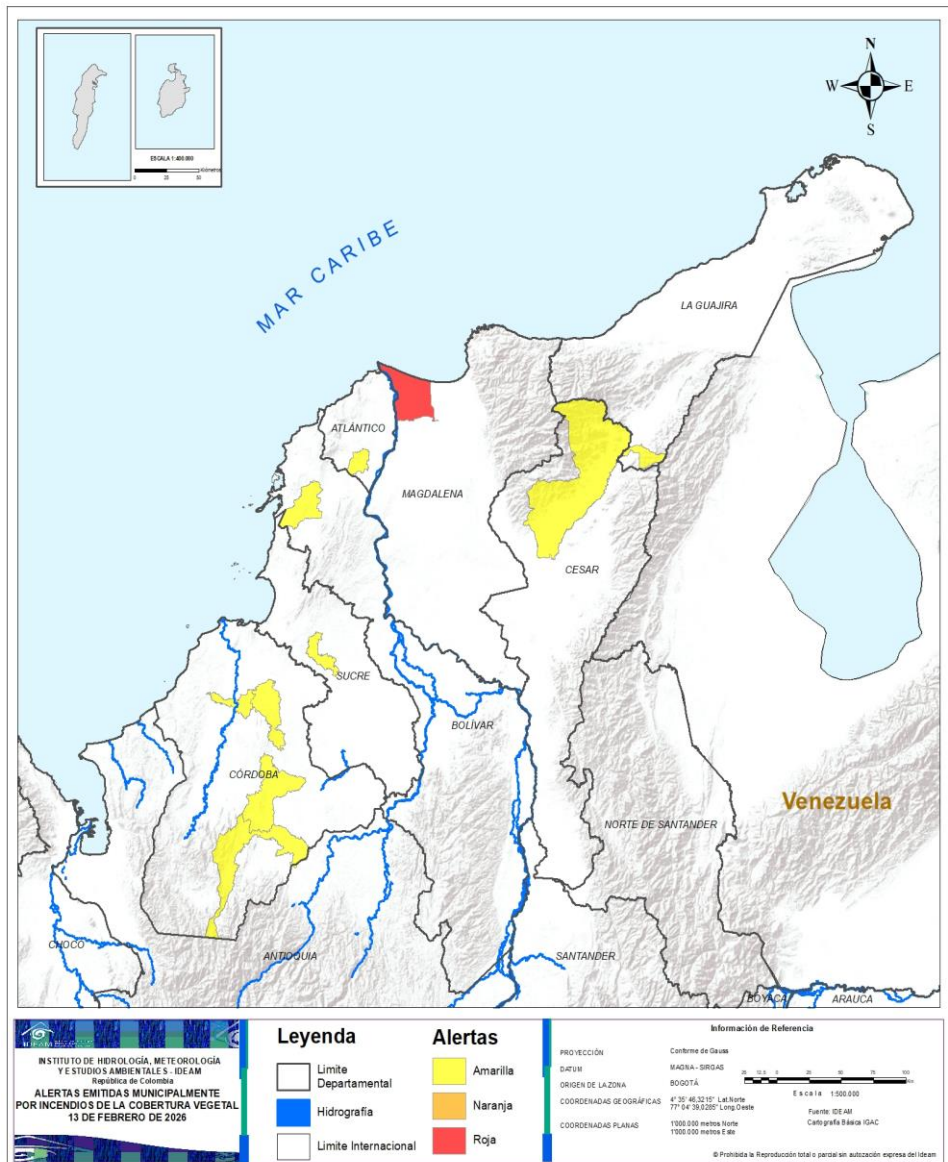 ESCALA 1:400.000
N
W
E
S
MAR CARIBE
LA GUAJIRA
ATLÁNTICO
MAGDALENA
CESAR
SUCRE
BOLÍVAR
CÓRDOBA
NORTE DE SANTANDER
Venezuela
CHOCÓ
ANTIOQUIA
SANTANDER
BOYACÁ
ARAUCA
IDEAM
INSTITUTO DE HIDROLOGÍA, METEOROLOGÍA
Y ESTUDIOS AMBIENTALES - IDEAM
República de Colombia
ALERTAS EMITIDAS MUNICIPALMENTE
POR INCENDIOS DE LA COBERTURA VEGETAL
13 DE FEBRERO DE 2026
Leyenda
Limite
Departamental
Hidrografía
Limite Internacional
Alertas
Amarilla
Naranja
Roja
Información de Referencia
PROYECCIÓN
Conforme de Gauss
DATUM
MAGNA - SIRGAS
ORIGEN DE LA ZONA
BOGOTÁ
COORDENADAS GEOGRÁFICAS
4° 35' 46,3215" Lat.Norte
77° 04' 39,0285" Long.Oeste
COORDENADAS PLANAS
1'000.000 metros Norte
1'000.000 metros Este
Escala 1:500.000
Fuente: IDEAM
Cartografía Básica IGAC
© Prohibida la Reproducción total o parcial sin autozación expresa del Ideam